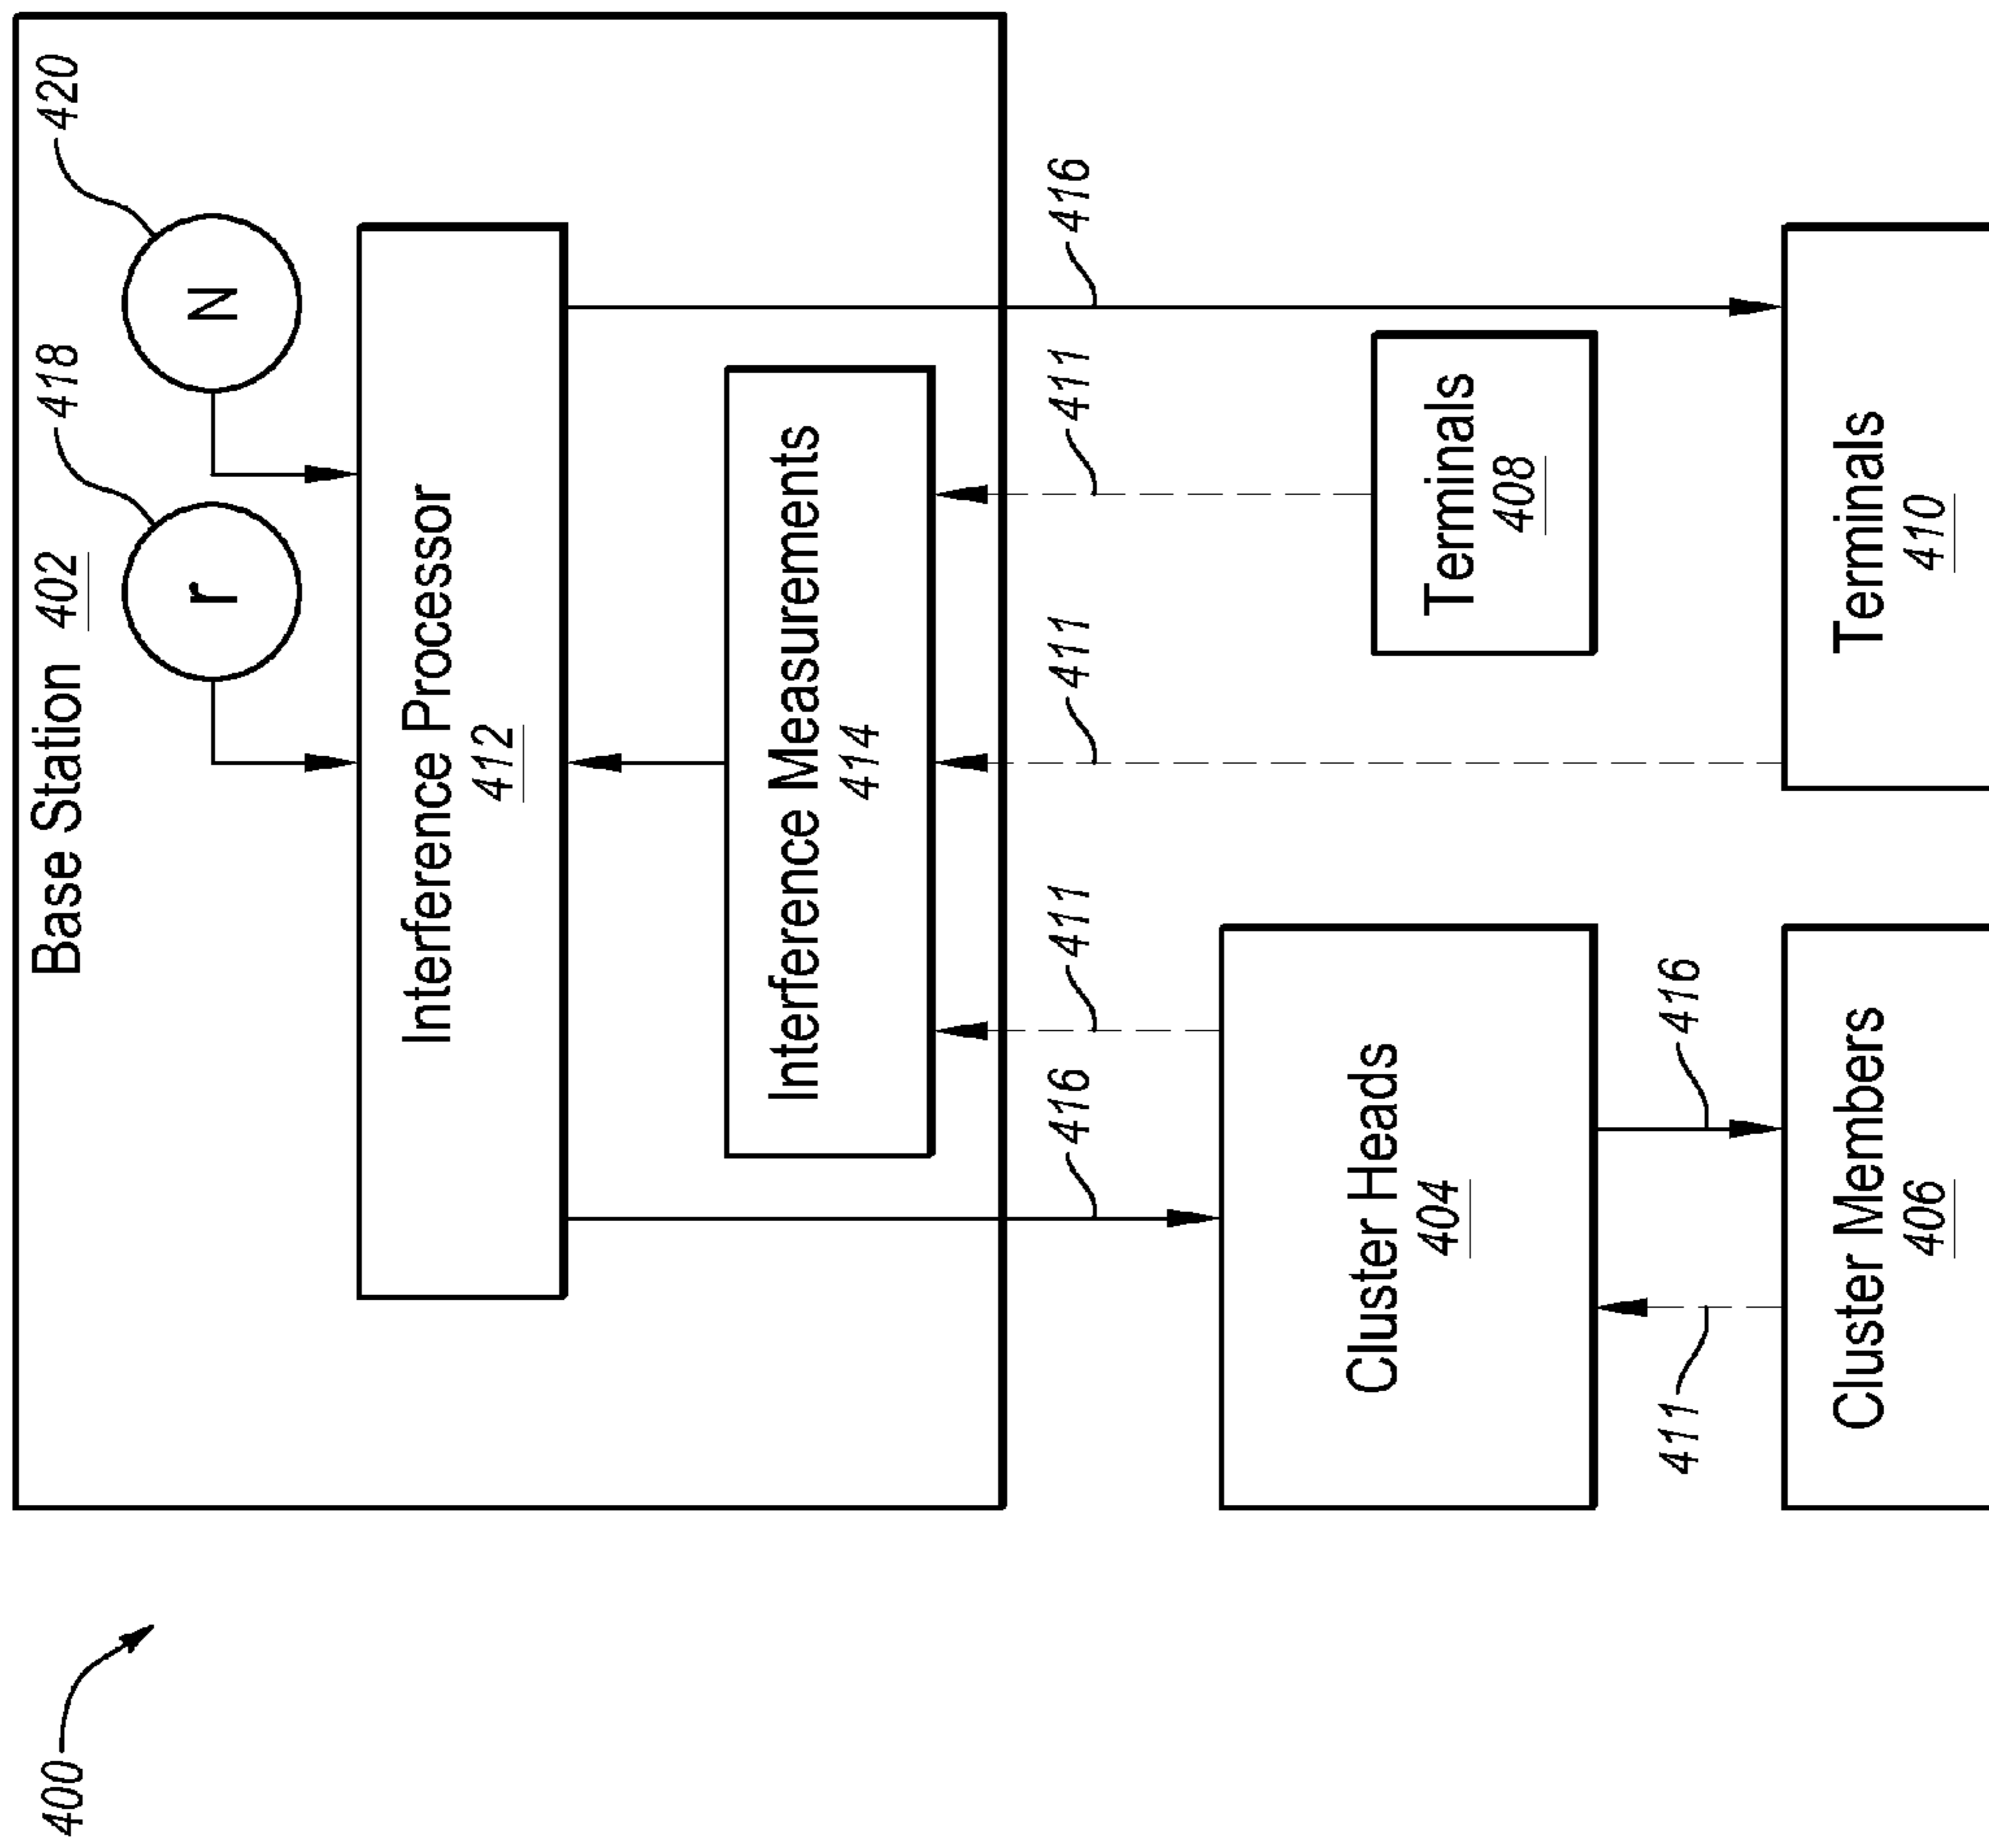 400
Base Station 402
418
420
r
N
Interference Processor
412
Interference Measurements
414
416
411
411
411
416
Cluster Heads
404
Terminals
408
411
416
Cluster Members
406
Terminals
410